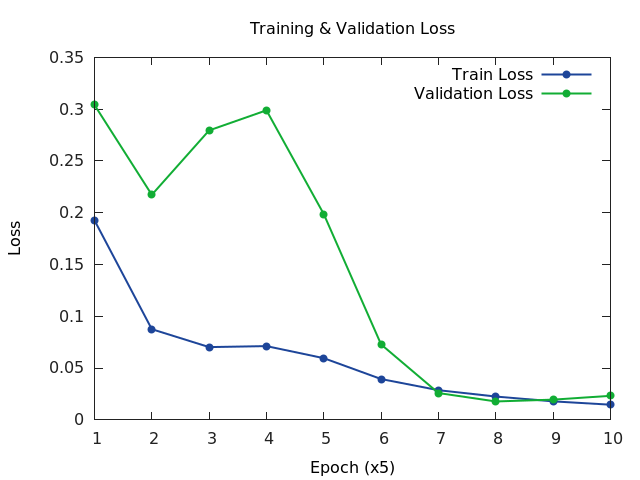 Training & Validation Loss
Train Loss
Validation Loss
0.35
0.3
0.25
0.2
0.15
0.1
0.05
0
Loss
1 2 3 4 5 6 7 8 9 10
Epoch (x5)